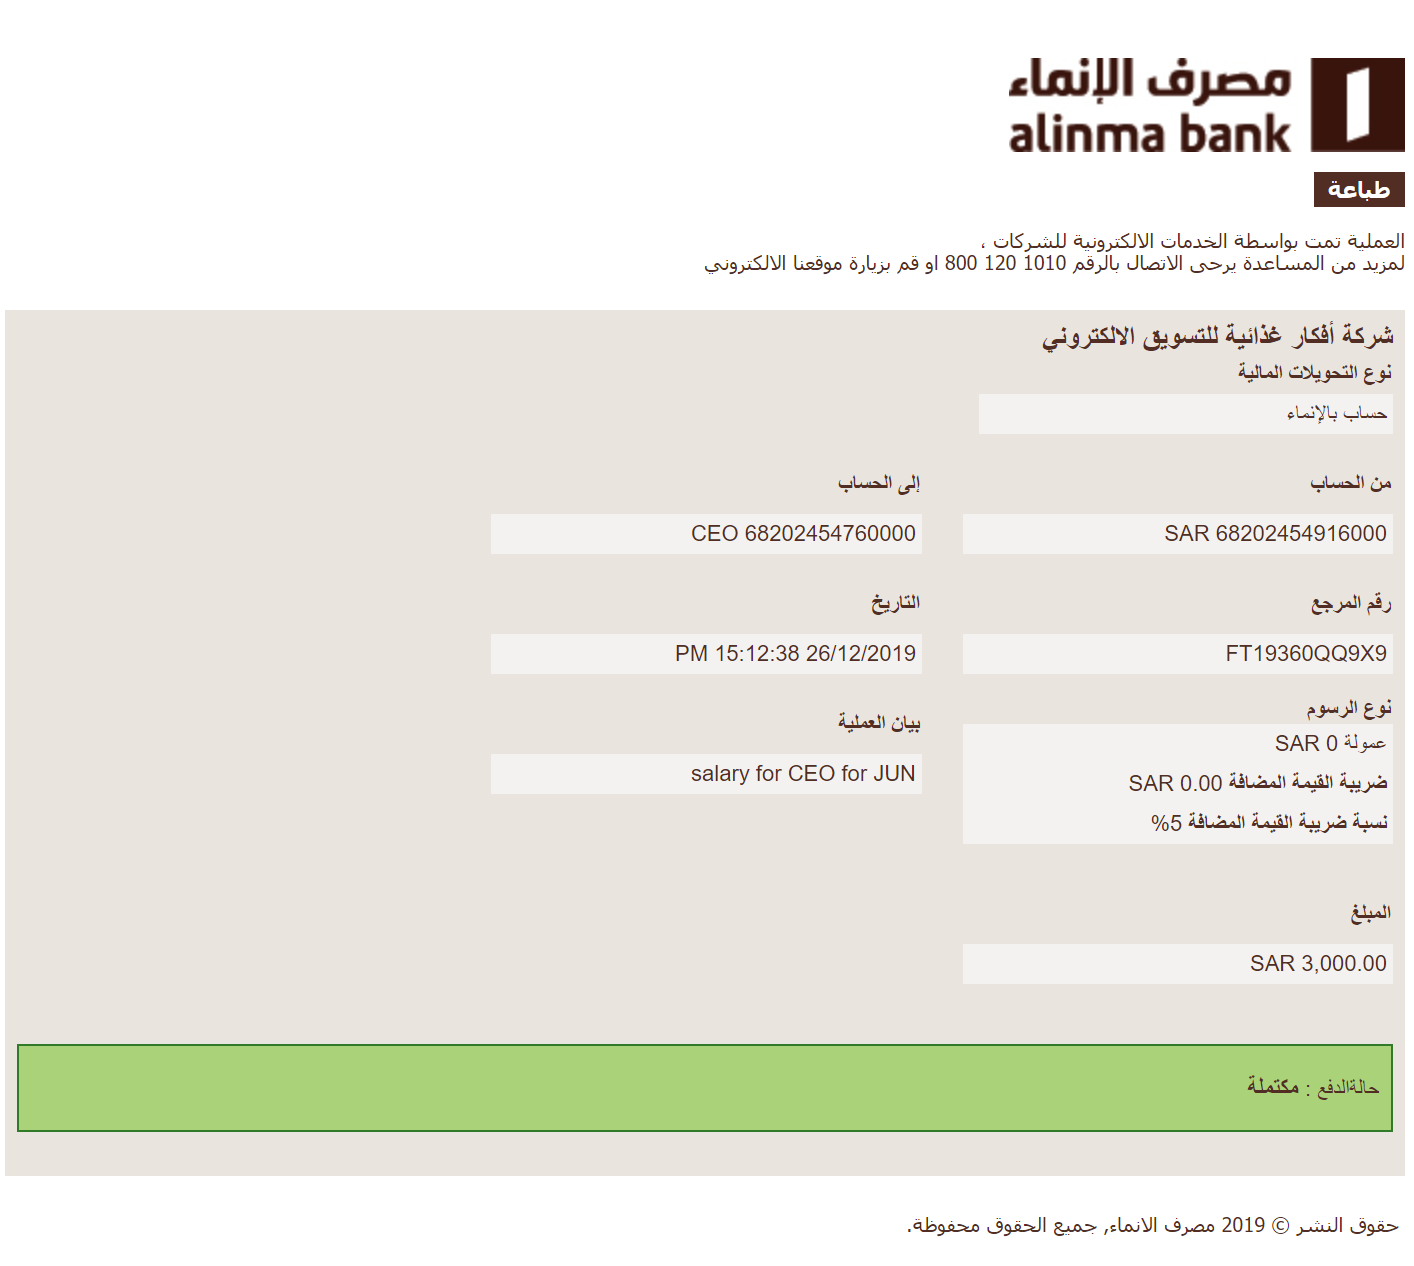 مصرف الإنماء
alinma bank
طباعة
العملية تمت بواسطة الخدمات الالكترونية للشركات ،
لمزيد من المساعدة يرحى الاتصال بالرقم 1010 120 800 او قم بزيارة موقعنا الالكتروني
شركة أفكار غذائية للتسويق الالكتروني
نوع التحويلات المالية
حساب بالإنماء
من الحساب
SAR 68202454916000
إلى الحساب
CEO 68202454760000
رقم المرجع
FT19360QQ9X9
التاريخ
PM 15:12:38 26/12/2019
نوع الرسوم
عمولة 0 SAR
ضريبة القيمة المضافة SAR 0.00
نسبة ضريبة القيمة المضافة 5%
بيان العملية
salary for CEO for JUN
المبلغ
SAR 3,000.00
حالةالدفع : مكتملة
حقوق النشر © 2019 مصرف الانماء, جميع الحقوق محفوظة.